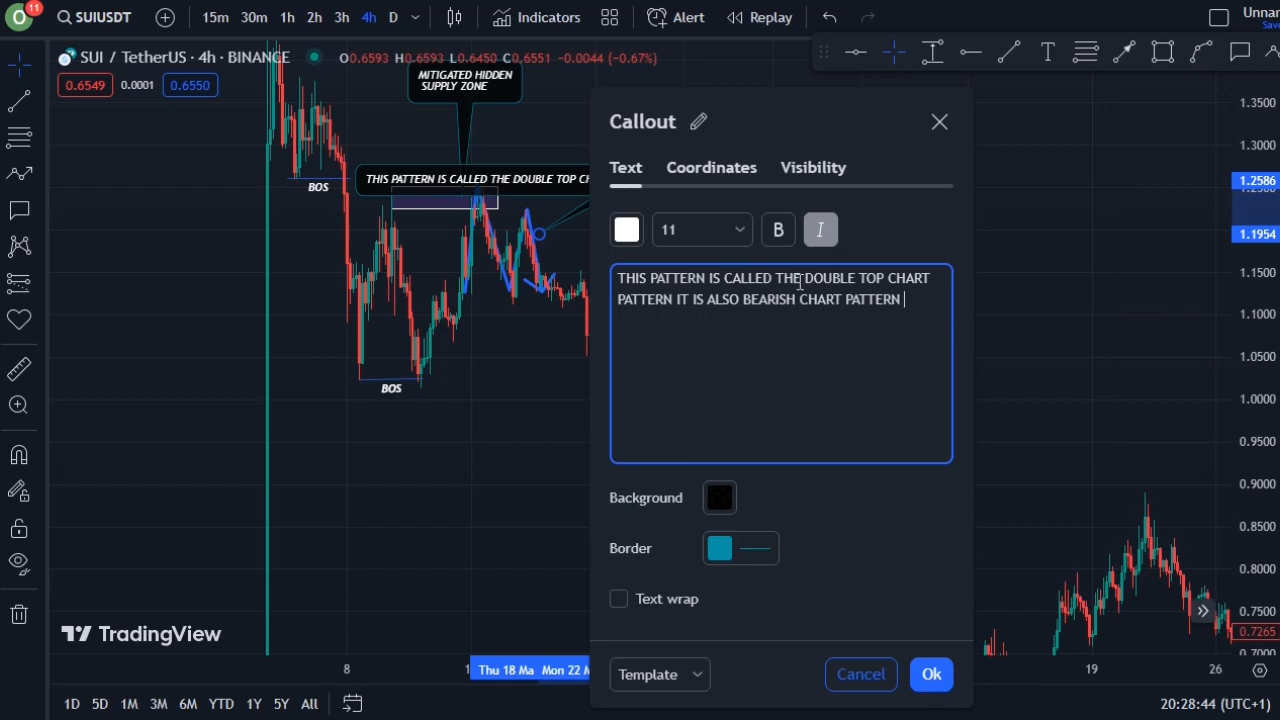 11
SUIUSDT
15m 30m 1h 2h 3h 4h D
Indicators
Alert
Replay
Unnar
Save
SUI / TetherUS · 4h · BINANCE
O0.6593 H0.6593 L0.6450 C0.6551 -0.0044 (-0.67%)
0.6549 0.0001 0.6550
MITIGATED HIDDEN
SUPPLY ZONE
THIS PATTERN IS CALLED THE DOUBLE TOP CH
BOS
BOS
Callout
Text Coordinates Visibility
11
B I
THIS PATTERN IS CALLED THE DOUBLE TOP CHART
PATTERN IT IS ALSO BEARISH CHART PATTERN
Background
Border
Text wrap
Template
Cancel
Ok
1.3500
1.3000
1.2586
1.1954
1.1500
1.1000
1.0500
1.0000
0.9500
0.9000
0.8500
0.8000
0.7500
0.7265
0.7000
TradingView
8
Thu 18 Ma
Mon 22 M
19
26
1D 5D 1M 3M 6M YTD 1Y 5Y All
20:28:44 (UTC+1)